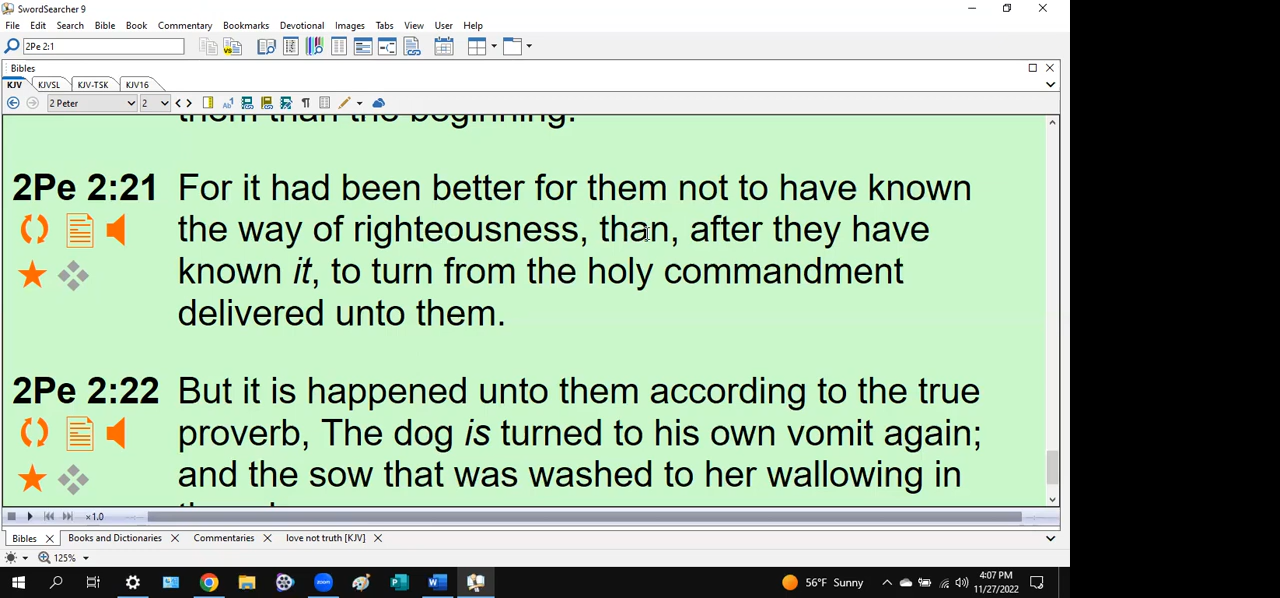 SwordSearcher 9
File Edit Search Bible Book Commentary Bookmarks Devotional Images Tabs View User Help
2Pe 2:1
Bibles
KJV KJVSL KJV-TSK KJV16
2 Peter 2
them than the beginning.
2Pe 2:21 For it had been better for them not to have known
the way of righteousness, than, after they have
known it, to turn from the holy commandment
delivered unto them.
2Pe 2:22 But it is happened unto them according to the true
proverb, The dog is turned to his own vomit again;
and the sow that was washed to her wallowing in
×1.0
Bibles Books and Dictionaries Commentaries love not truth [KJV]
125%
56°F Sunny 4:07 PM
11/27/2022